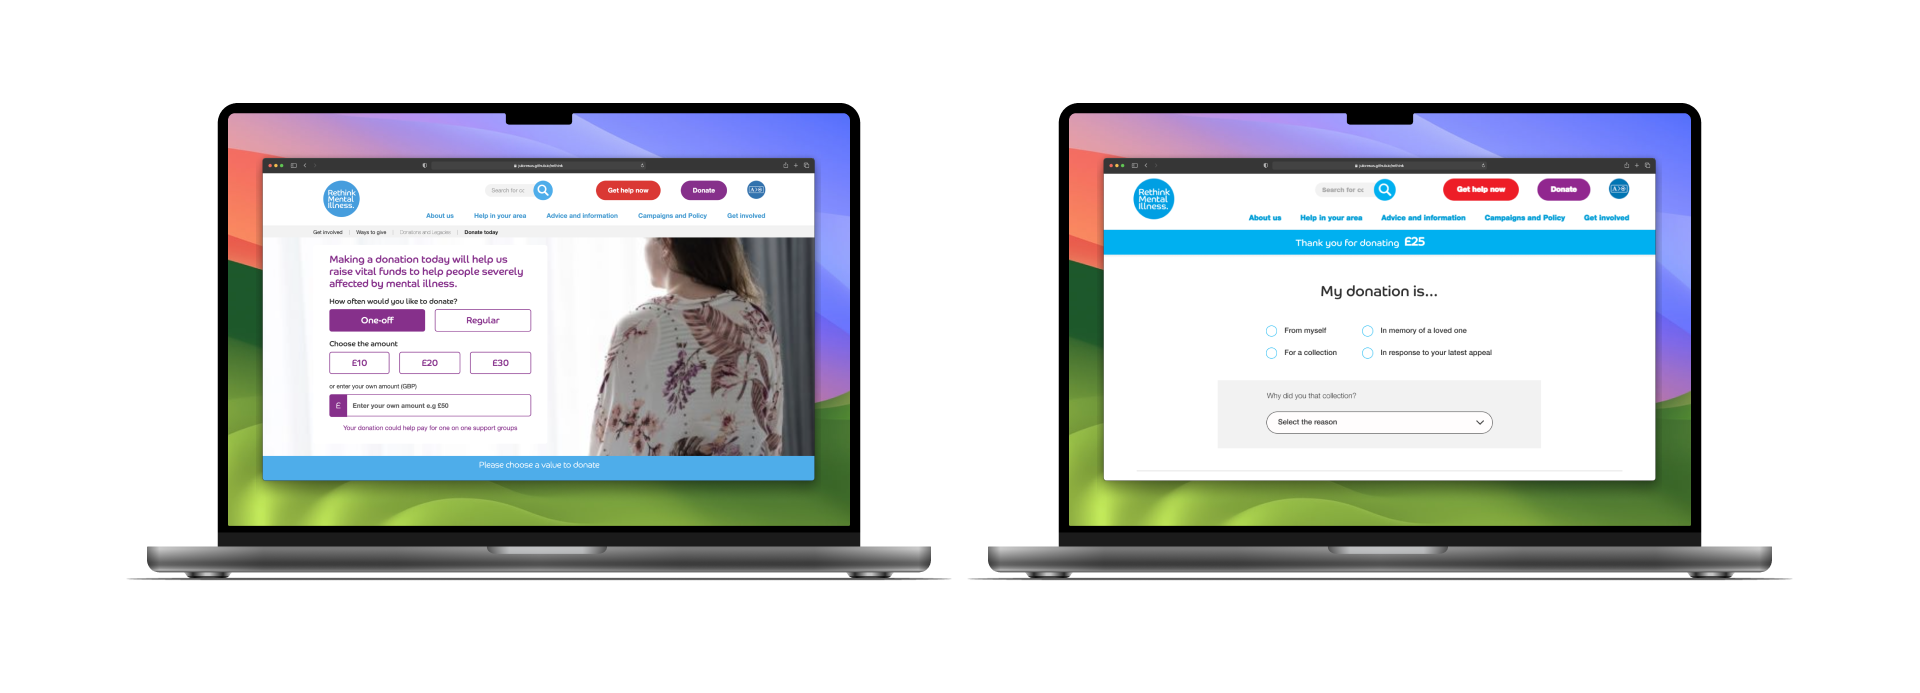 Rethink
Mental
Illness.
Search for cc
Get help now
Donate
About us
Help in your area
Advice and information
Campaigns and Policy
Get involved
Get involved
Ways to give
Donations and Legacies
Donate today
Making a donation today will help us
raise vital funds to help people severely
affected by mental illness.
How often would you like to donate?
One-off
Regular
Choose the amount
£10
£20
£30
or enter your own amount (GBP)
£
Enter your own amount e.g £50
Your donation could help pay for one on one support groups
Please choose a value to donate
Rethink
Mental
Illness.
Search for cc
Get help now
Donate
About us
Help in your area
Advice and information
Campaigns and Policy
Get involved
Thank you for donating £25
My donation is...
From myself
In memory of a loved one
For a collection
In response to your latest appeal
Why did you that collection?
Select the reason